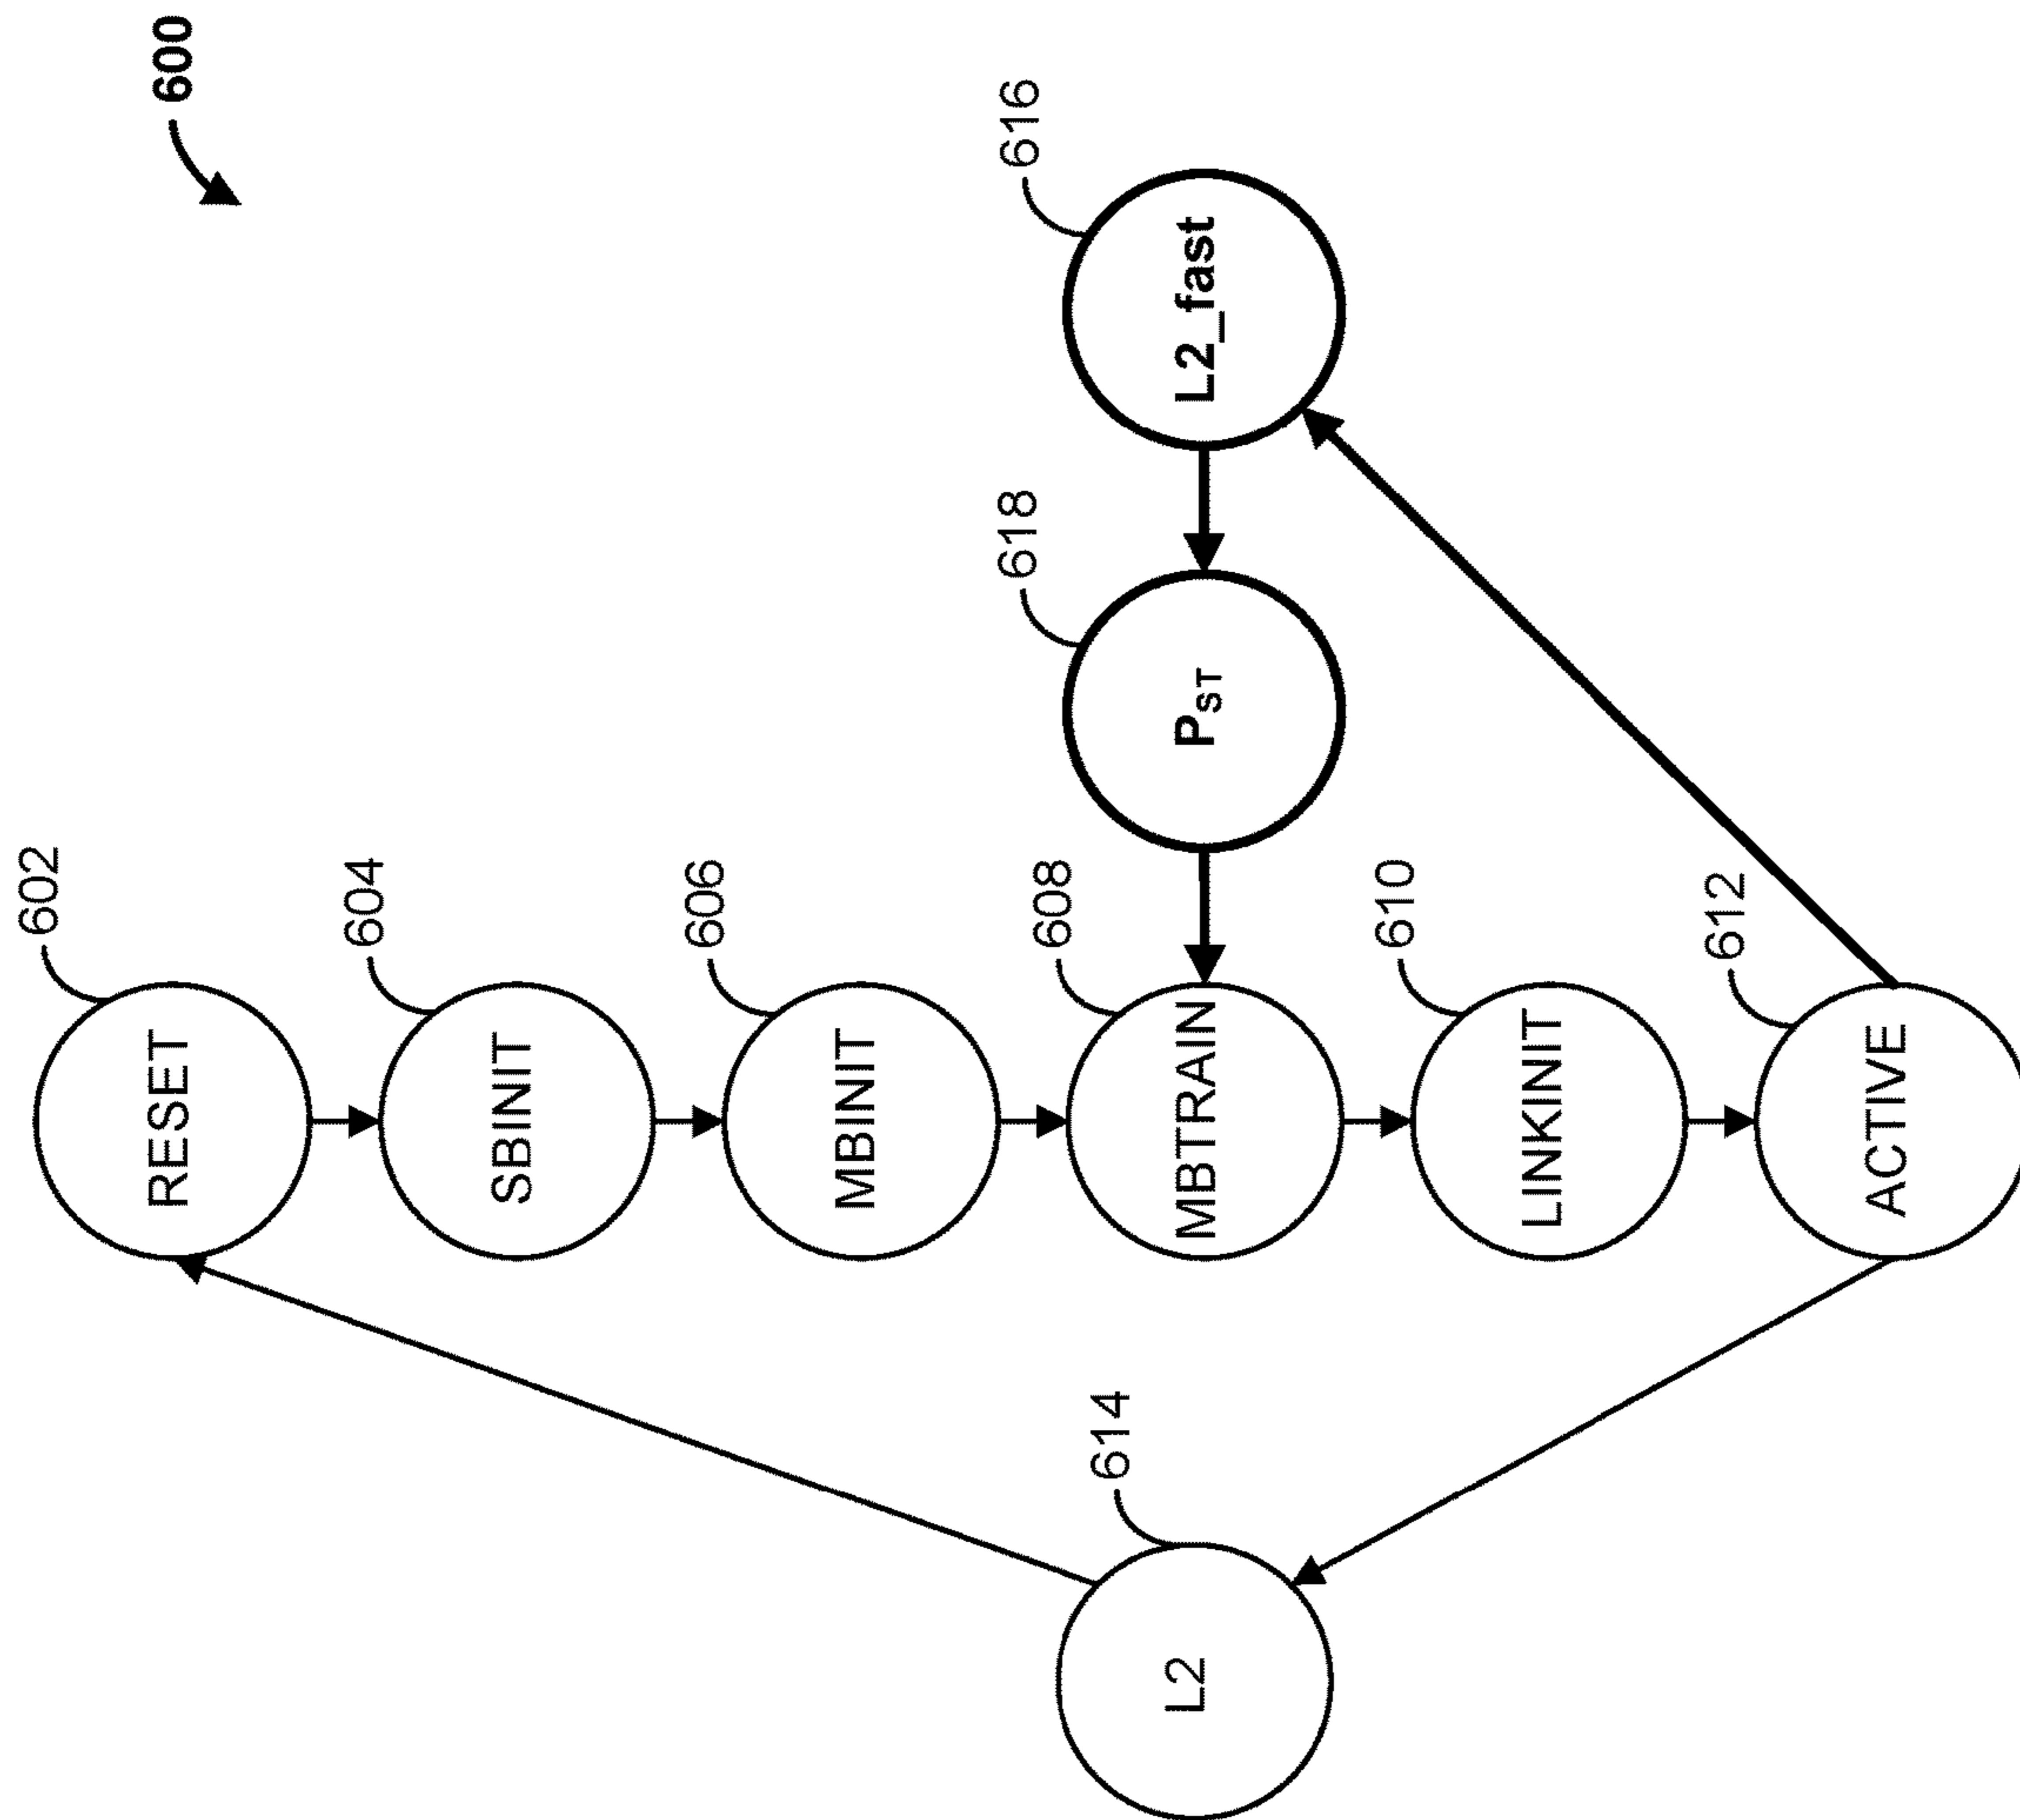 600
602
RESET
604
SBINIT
606
MBINIT
608
MBTRAIN
610
LINKINIT
612
ACTIVE
614
L2
616
L2_fast
618
PST